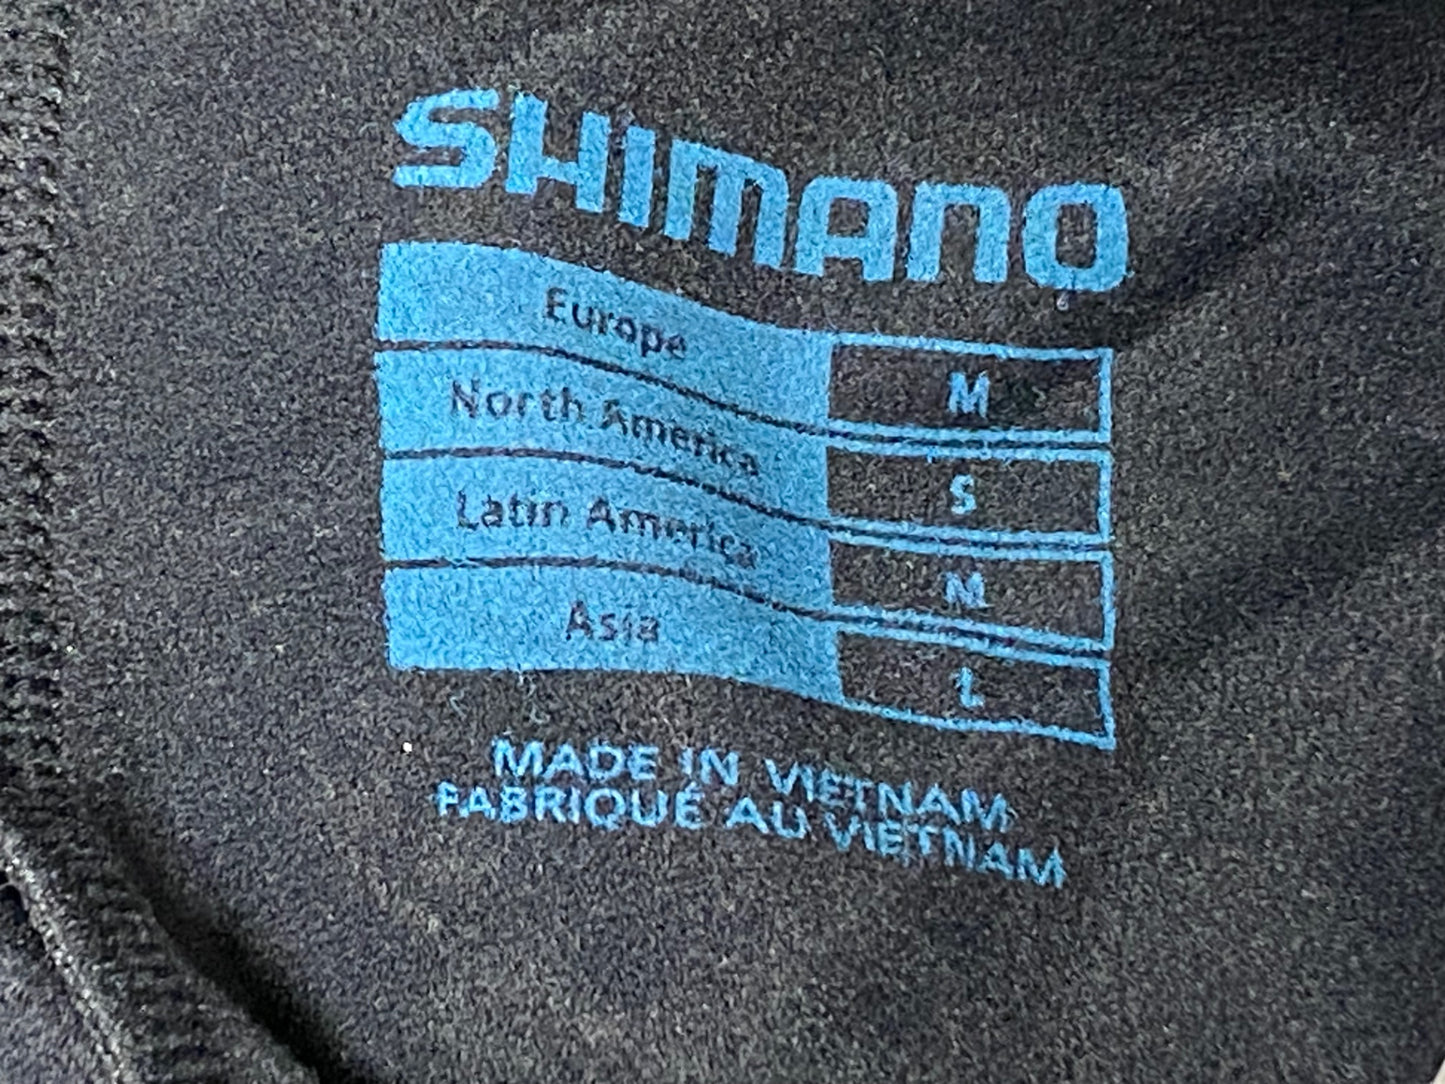 SHIMANO
Europe M
North America S
Latin America M
Asia L
MADE IN VIETNAM
FABRIQUÉ AU VIETNAM